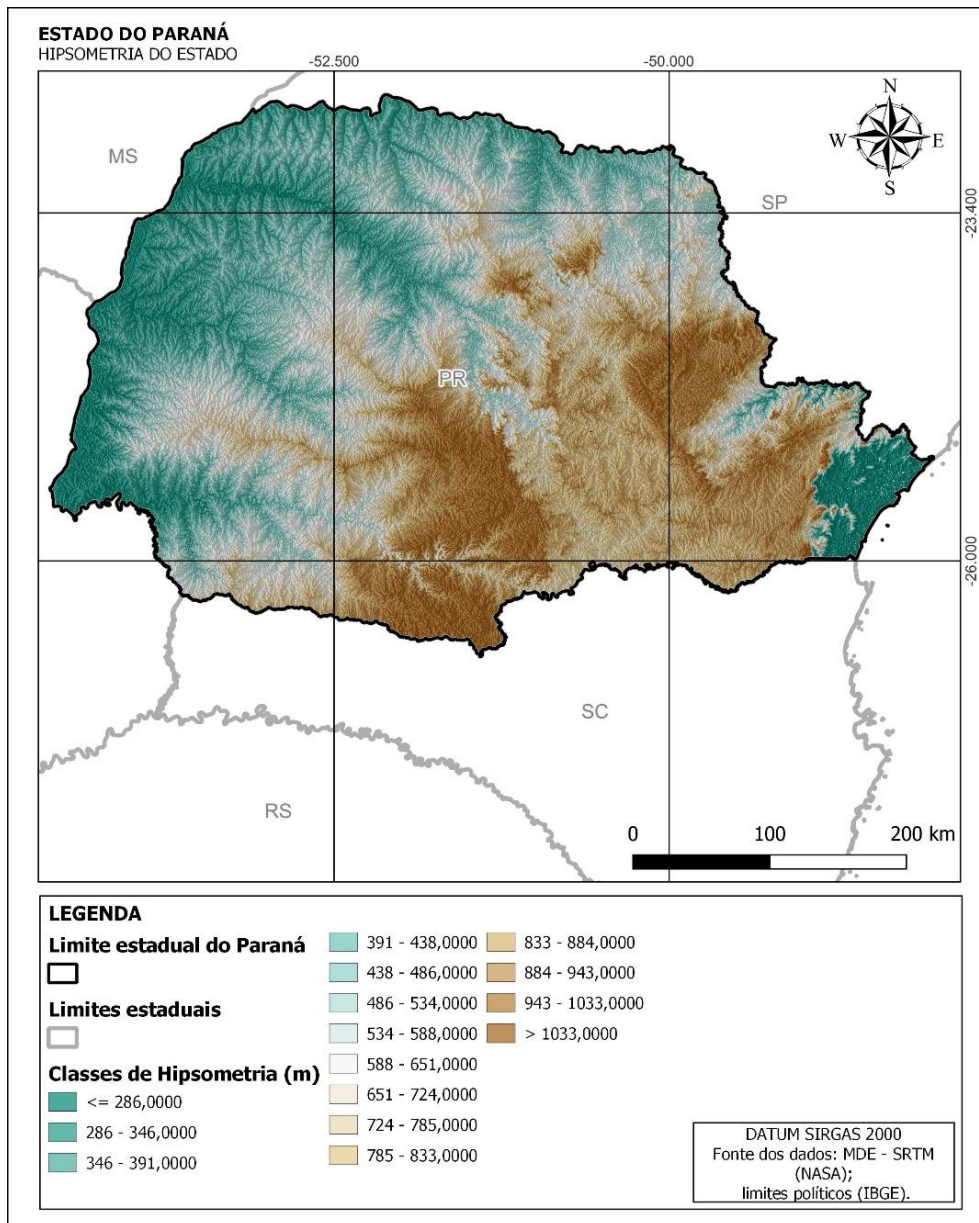 ESTADO DO PARANÁ
HIPSOMETRIA DO ESTADO
-52.500
-50.000
N
W
E
S
MS
SP
-23.400
PR
-26.000
SC
RS
0
100
200 km
LEGENDA
Limite estadual do Paraná
Limites estaduais
Classes de Hipsometria (m)
<= 286,0000
286 - 346,0000
346 - 391,0000
391 - 438,0000
438 - 486,0000
486 - 534,0000
534 - 588,0000
588 - 651,0000
651 - 724,0000
724 - 785,0000
785 - 833,0000
833 - 884,0000
884 - 943,0000
943 - 1033,0000
> 1033,0000
DATUM SIRGAS 2000
Fonte dos dados: MDE - SRTM
(NASA);
limites políticos (IBGE).